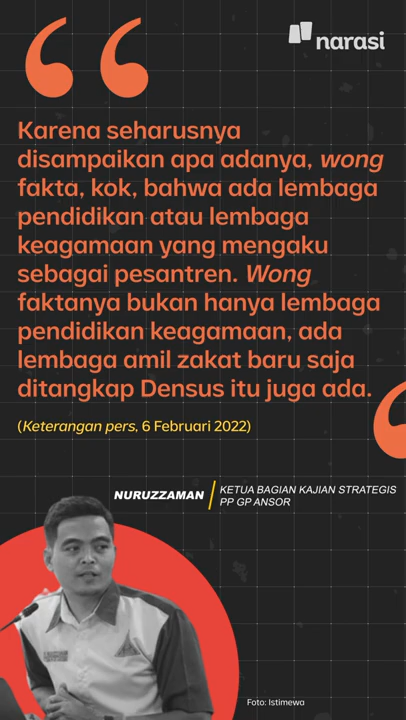 narasi
Karena seharusnya
disampaikan apa adanya, wong
fakta, kok, bahwa ada lembaga
pendidikan atau lembaga
keagamaan yang mengaku
sebagai pesantren. Wong
faktanya bukan hanya lembaga
pendidikan keagamaan, ada
lembaga amil zakat baru saja
ditangkap Densus itu juga ada.
(Keterangan pers, 6 Februari 2022)
NURUZZAMAN
KETUA BAGIAN KAJIAN STRATEGIS
PP GP ANSOR
Foto: Istimewa